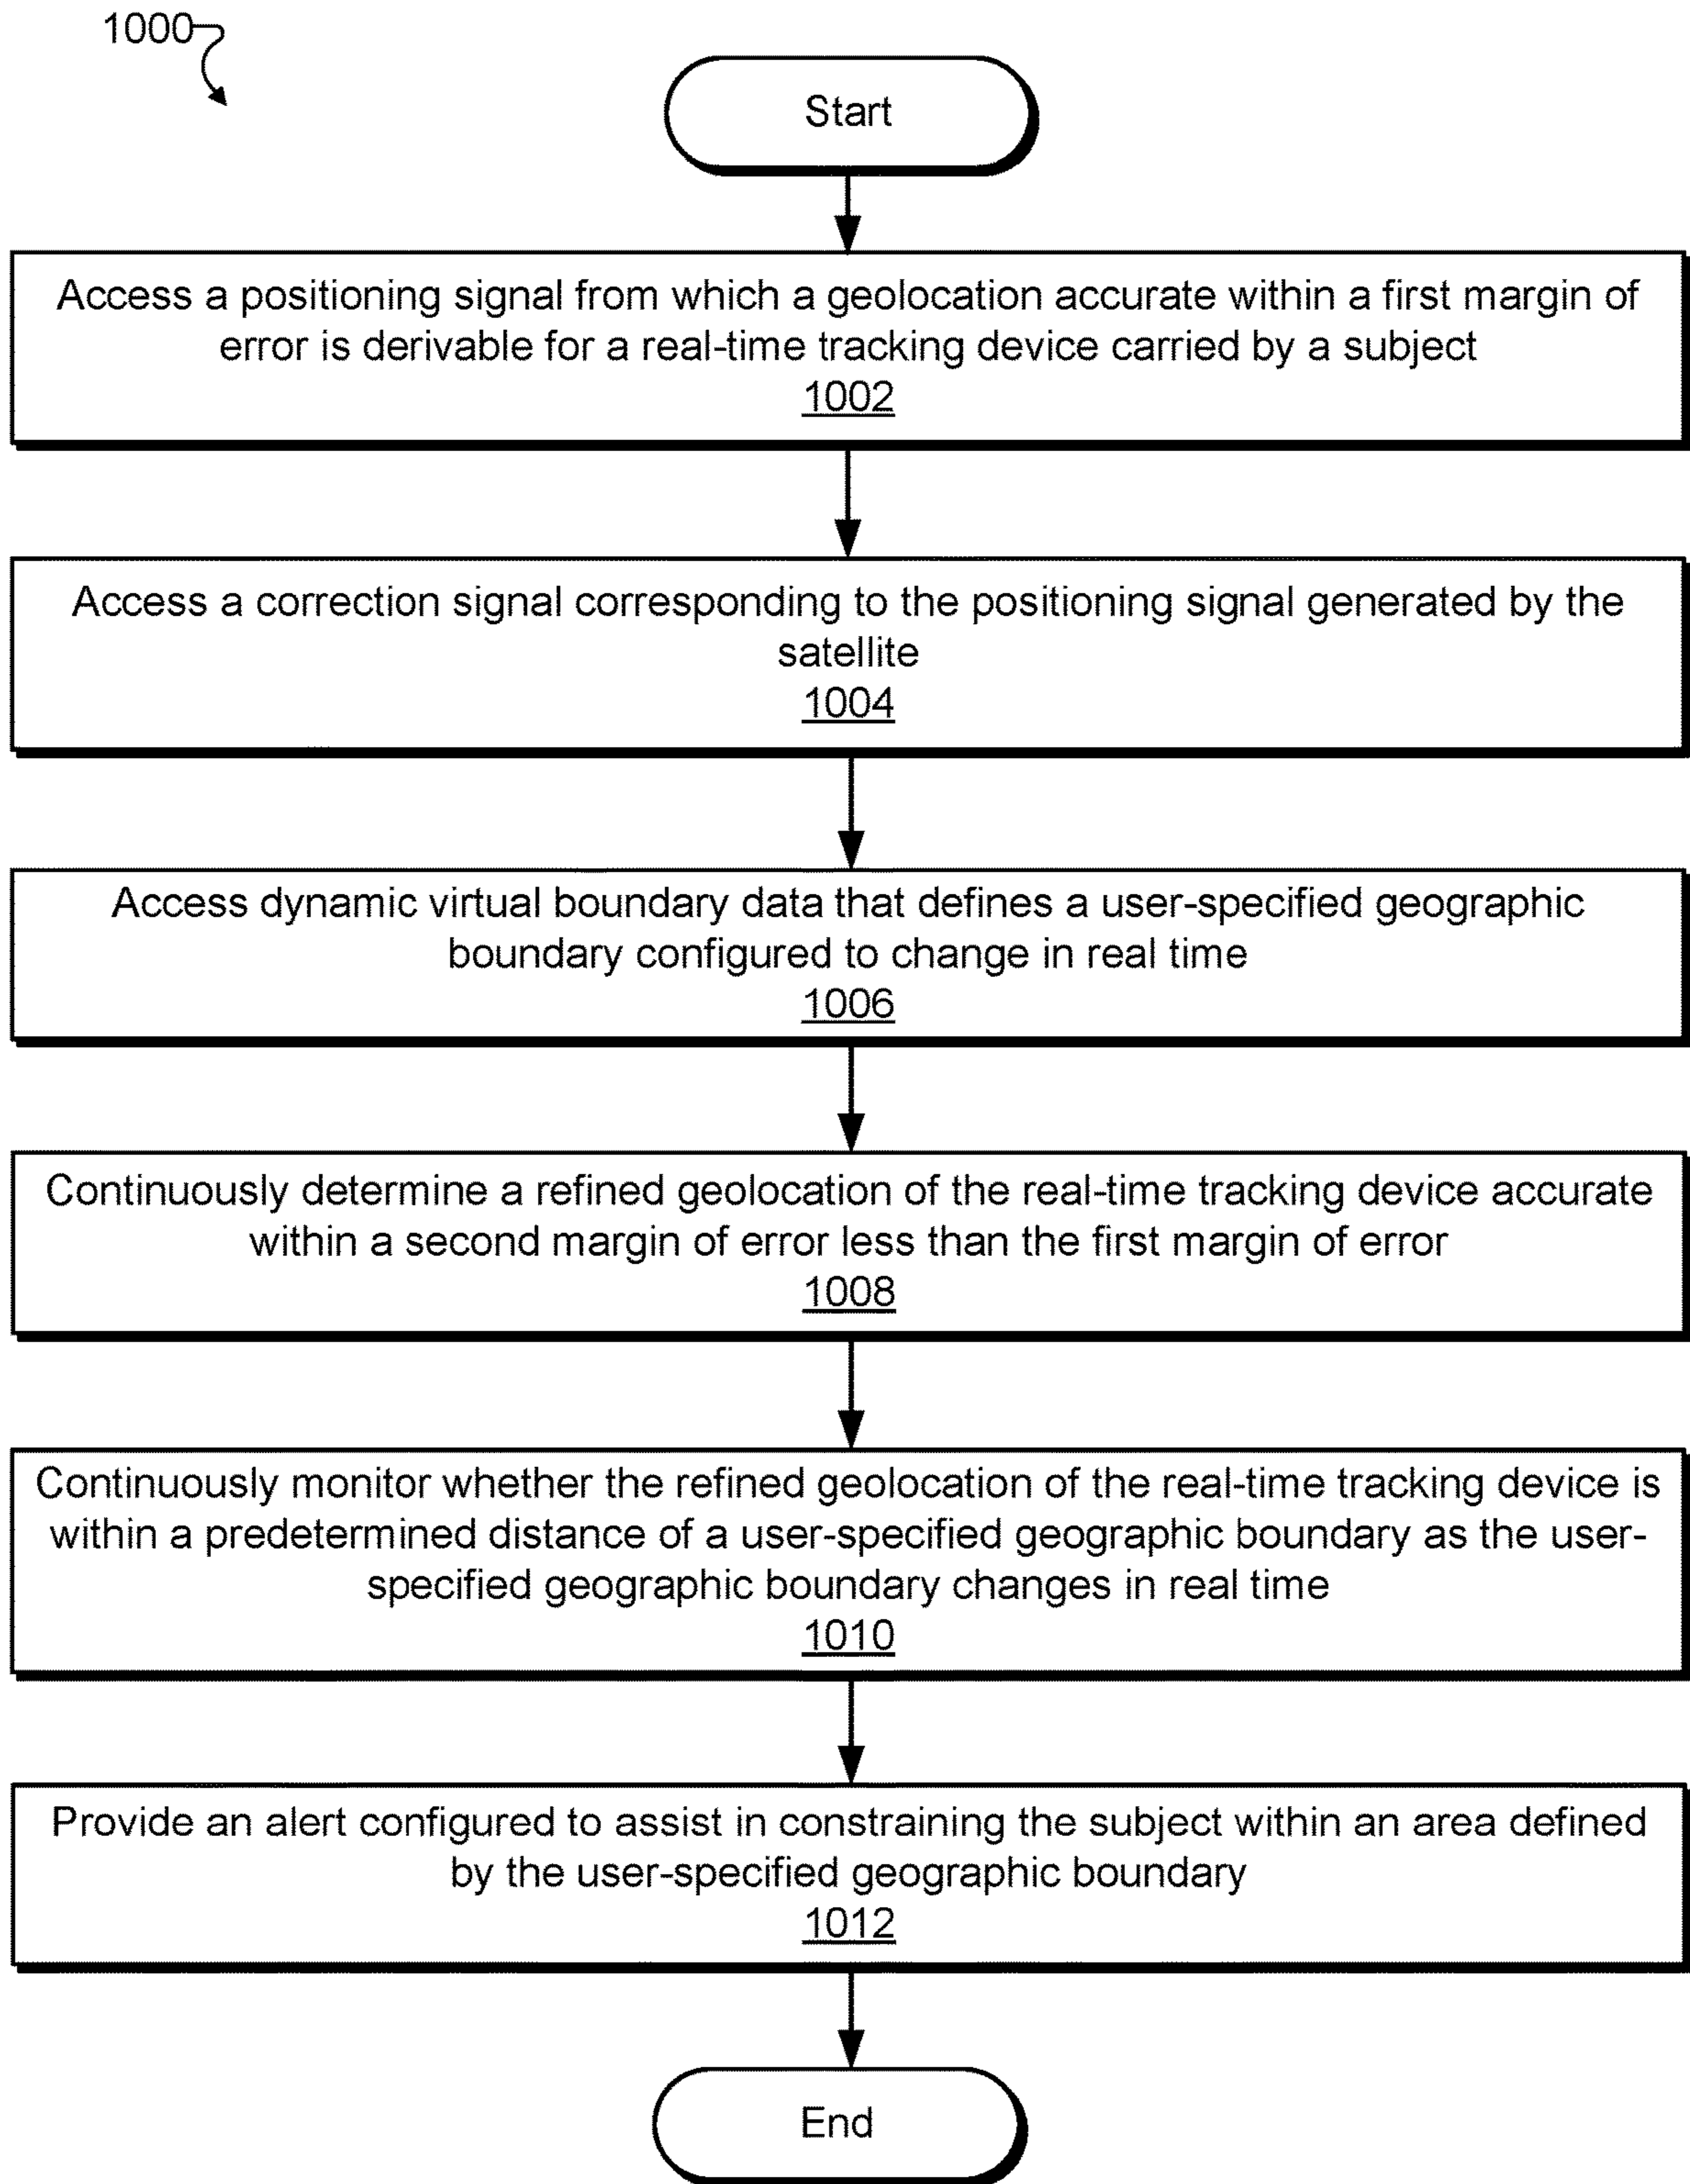 1000
Start
Access a positioning signal from which a geolocation accurate within a first margin of
error is derivable for a real-time tracking device carried by a subject
1002
Access a correction signal corresponding to the positioning signal generated by the
satellite
1004
Access dynamic virtual boundary data that defines a user-specified geographic
boundary configured to change in real time
1006
Continuously determine a refined geolocation of the real-time tracking device accurate
within a second margin of error less than the first margin of error
1008
Continuously monitor whether the refined geolocation of the real-time tracking device is
within a predetermined distance of a user-specified geographic boundary as the user-
specified geographic boundary changes in real time
1010
Provide an alert configured to assist in constraining the subject within an area defined
by the user-specified geographic boundary
1012
End